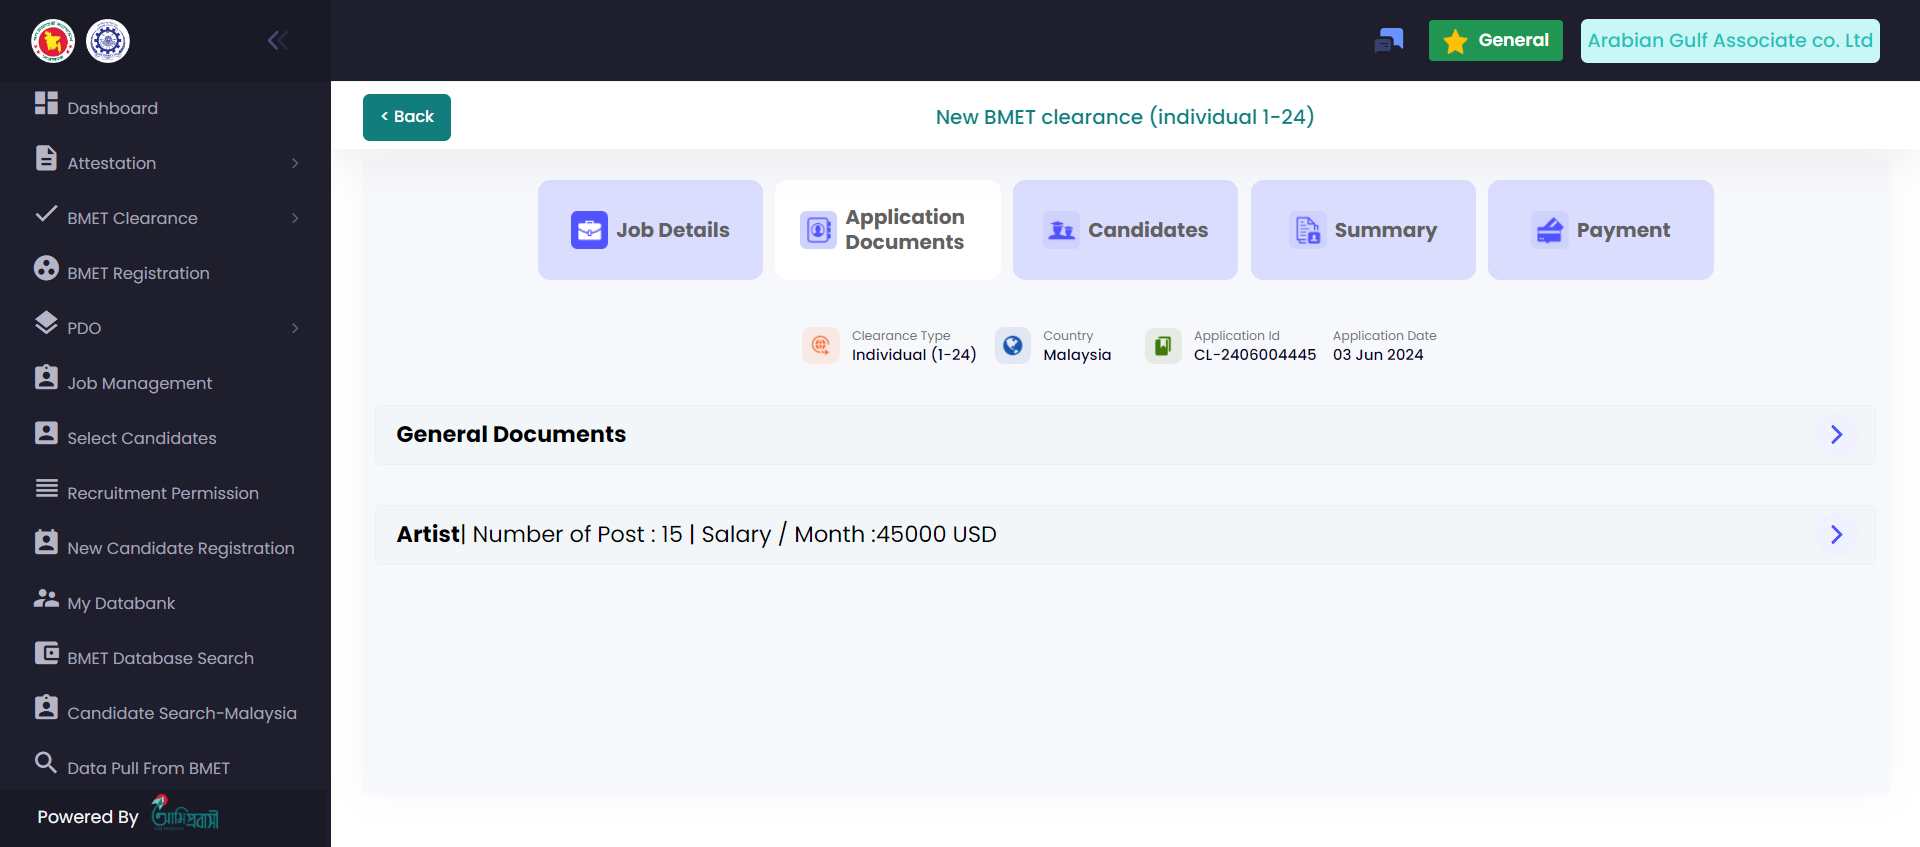 General
Arabian Gulf Associate co. Ltd
Dashboard
Attestation
BMET Clearance
BMET Registration
PDO
Job Management
Select Candidates
Recruitment Permission
New Candidate Registration
My Databank
BMET Database Search
Candidate Search-Malaysia
Data Pull From BMET
Powered By
আমি প্রবাসী
< Back
New BMET clearance (individual 1-24)
Job Details
Application
Documents
Candidates
Summary
Payment
Clearance Type
Individual (1-24)
Country
Malaysia
Application Id
CL-2406004445
Application Date
03 Jun 2024
General Documents
Artist| Number of Post : 15 | Salary / Month :45000 USD